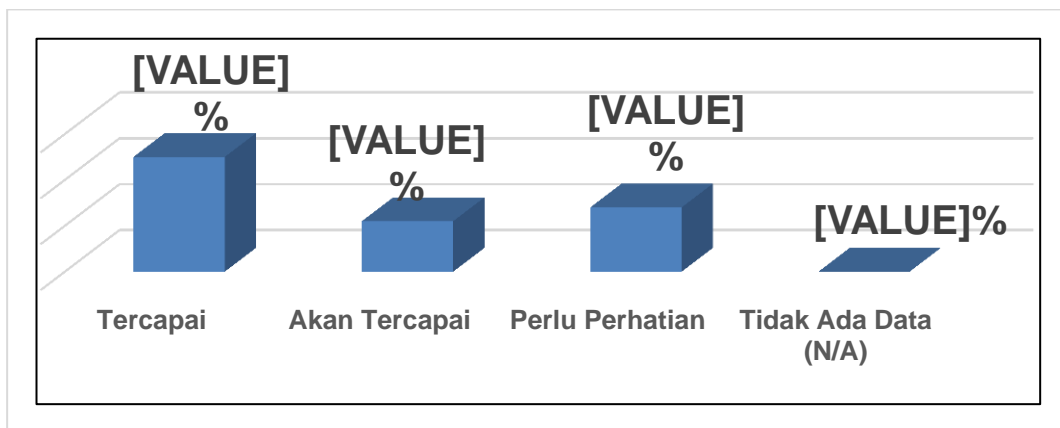 [VALUE]
%
[VALUE]
%
[VALUE]
%
[VALUE]%
Tercapai
Akan Tercapai
Perlu Perhatian
Tidak Ada Data
(N/A)